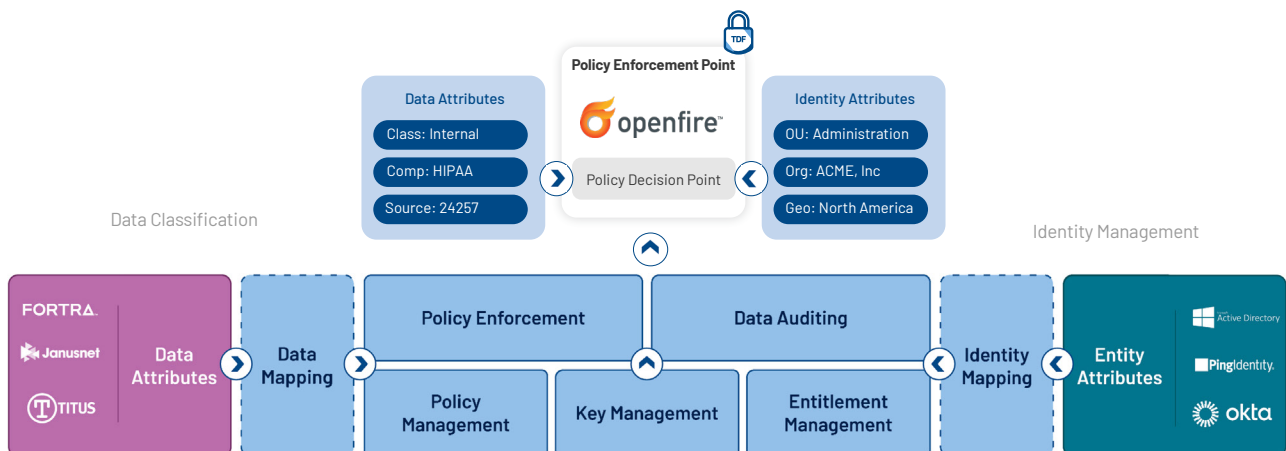 TDF
Policy Enforcement Point
openfire™
Policy Decision Point
Data Attributes
Class: Internal
Comp: HIPAA
Source: 24257
Identity Attributes
OU: Administration
Org: ACME, Inc
Geo: North America
Data Classification
Identity Management
FORTRA
Janusnet
TITUS
Data
Attributes
Data
Mapping
Policy Enforcement
Data Auditing
Policy
Management
Key Management
Entitlement
Management
Identity
Mapping
Entity
Attributes
Active Directory
PingIdentity.
okta